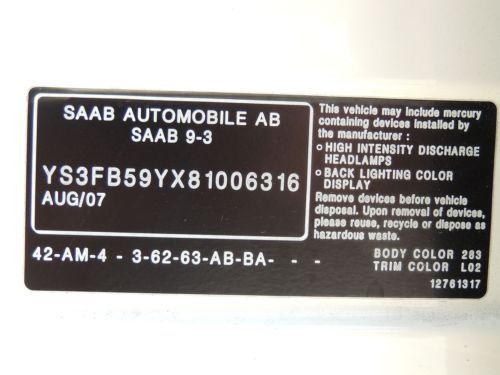 SAAB AUTOMOBILE AB
SAAB 9-3
YS3FB59YX81006316
AUG/07
This vehicle may include mercury
containing devices installed by
the manufacturer :
○ HIGH INTENSITY DISCHARGE
HEADLAMPS
○ BACK LIGHTING COLOR
DISPLAY
Remove devices before vehicle
disposal. Upon removal of devices,
please reuse, recycle or dispose as
hazardous waste.
42-AM-4 - 3-62-63-AB-BA- - -
BODY COLOR 283
TRIM COLOR L02
12761317